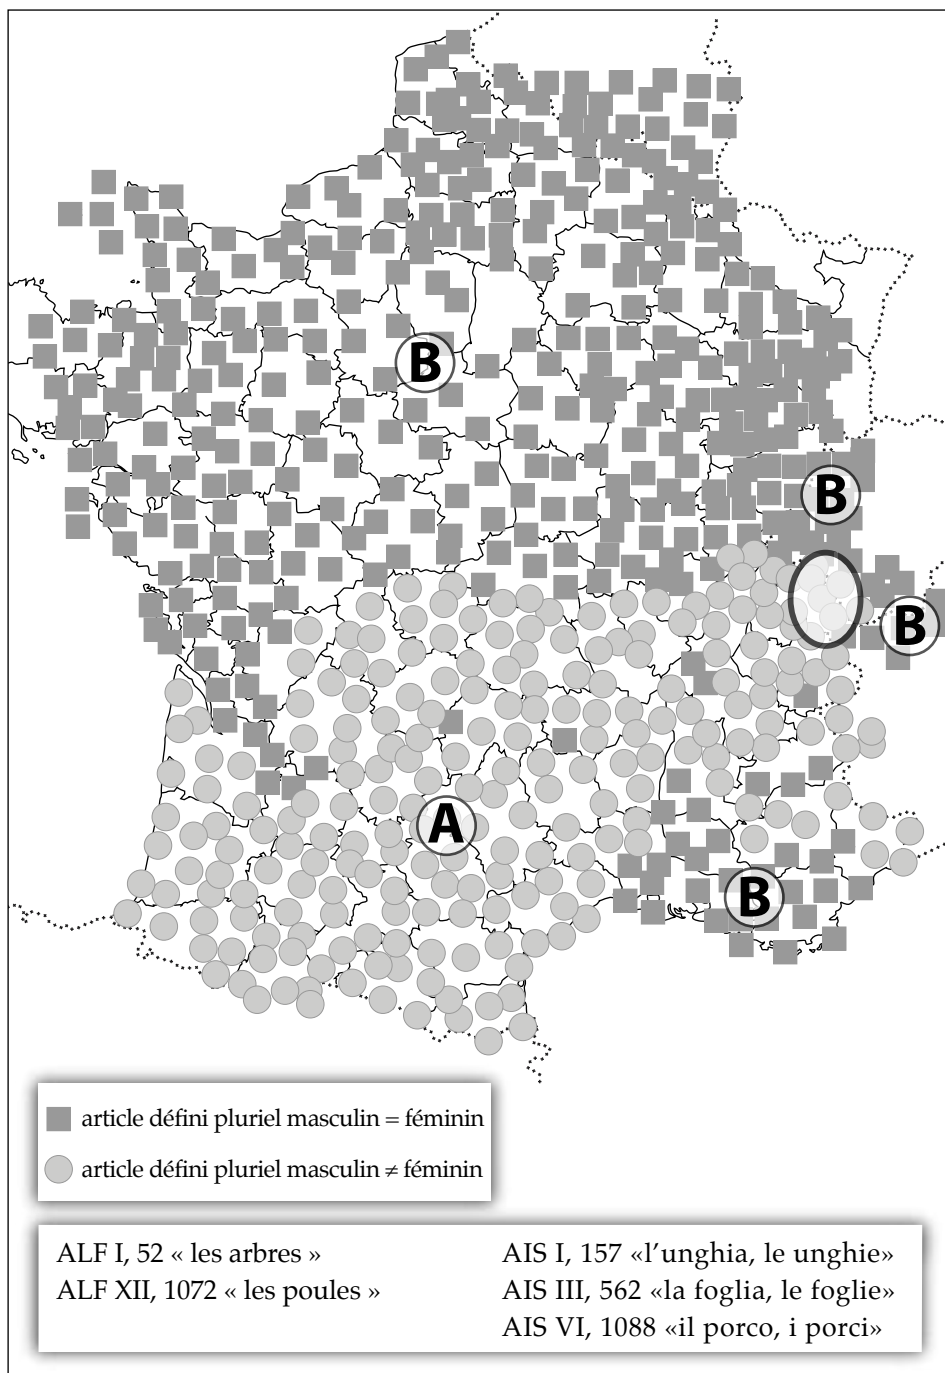 B
B
B
A
B
article défini pluriel masculin = féminin
article défini pluriel masculin ≠ féminin
ALF I, 52 « les arbres »
ALF XII, 1072 « les poules »
AIS I, 157 «l’unghia, le unghie»
AIS III, 562 «la foglia, le foglie»
AIS VI, 1088 «il porco, i porci»